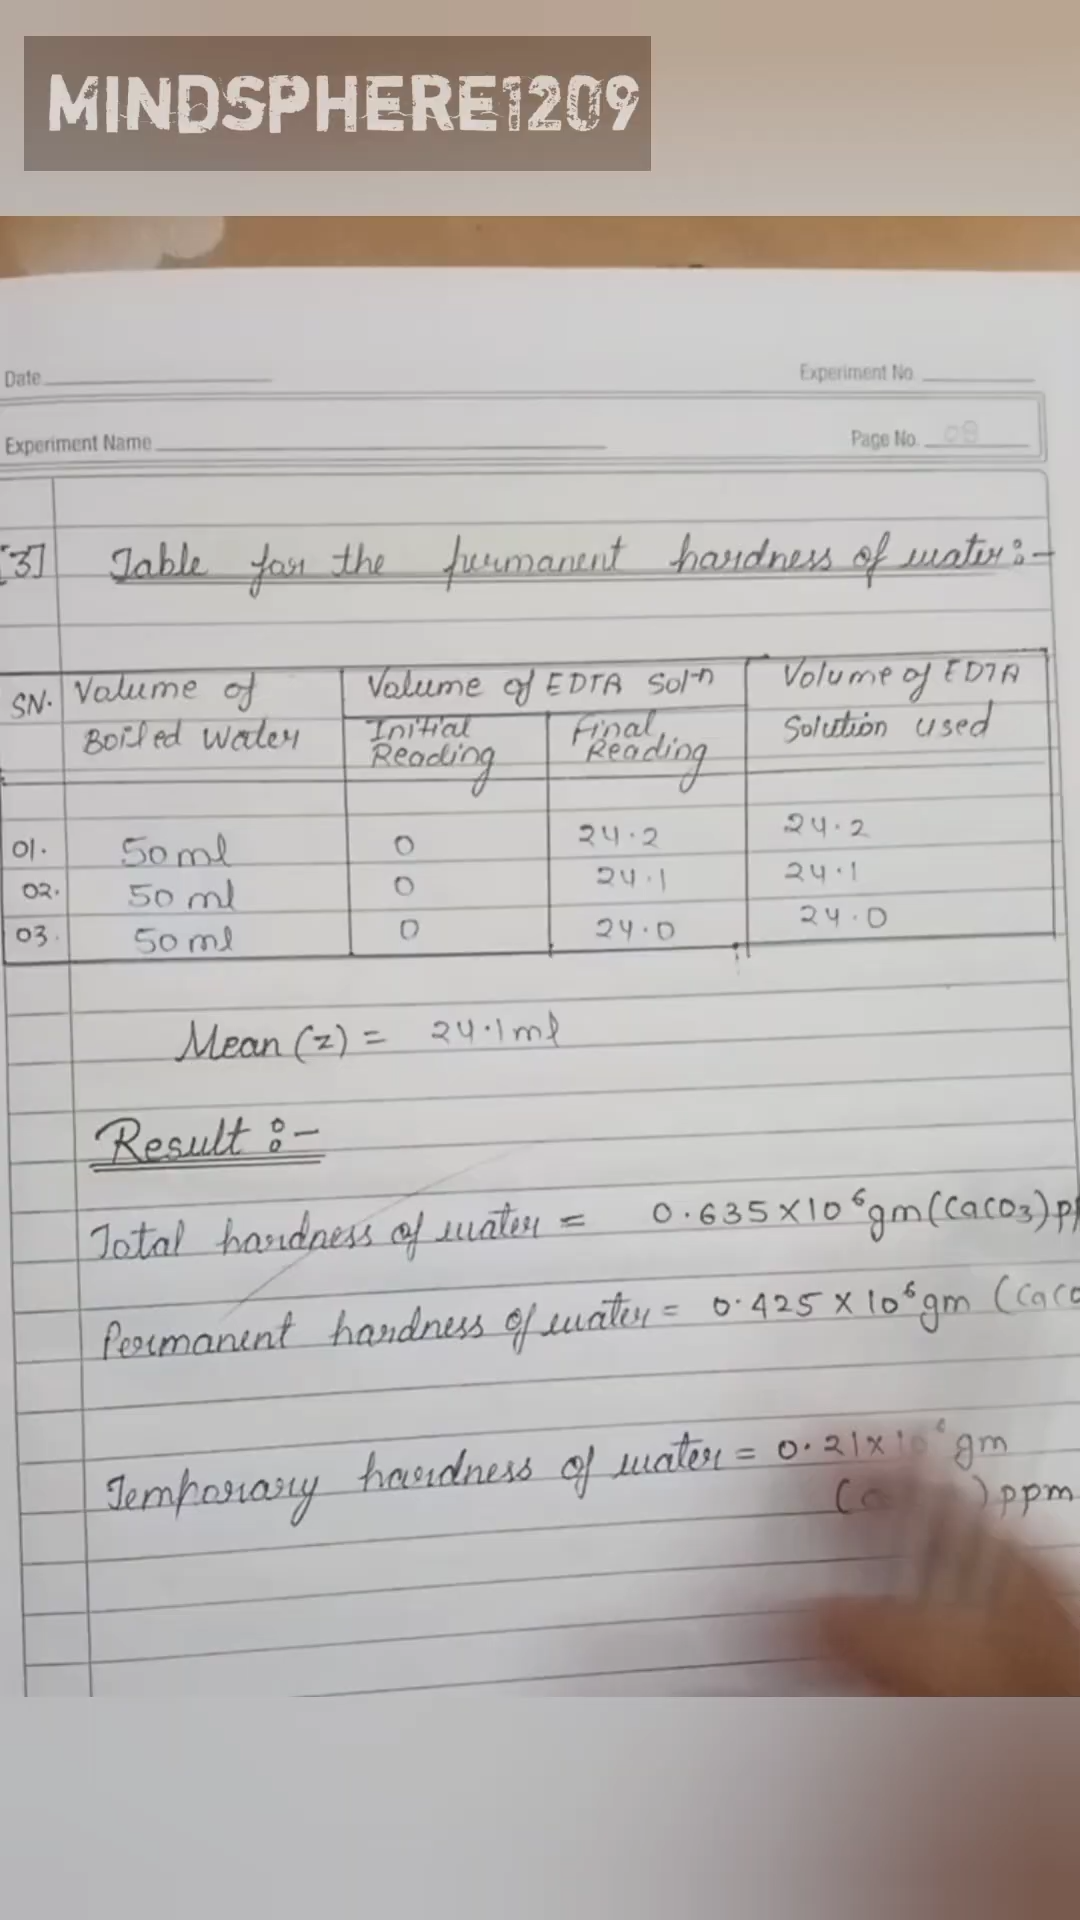 MINDSPHERE1209
Date
Experiment No.
Experiment Name
Page No. 08
[3] Table for the permanent hardness of water:-
SN. Volume of Boiled Water Volume of EDTA Soln Volume of EDTA Solution used
Initial Reading Final Reading
01. 50 ml 0 24.2 24.2
02. 50 ml 0 24.1 24.1
03. 50 ml 0 24.0 24.0
Mean (z) = 24.1 ml
Result :-
Total hardness of water = 0.635 × 10⁶ gm (CaCO3)
Permanent hardness of water = 0.425 × 10⁶ gm
Temporary hardness of water = 0.21 × 10⁶ gm
) ppm